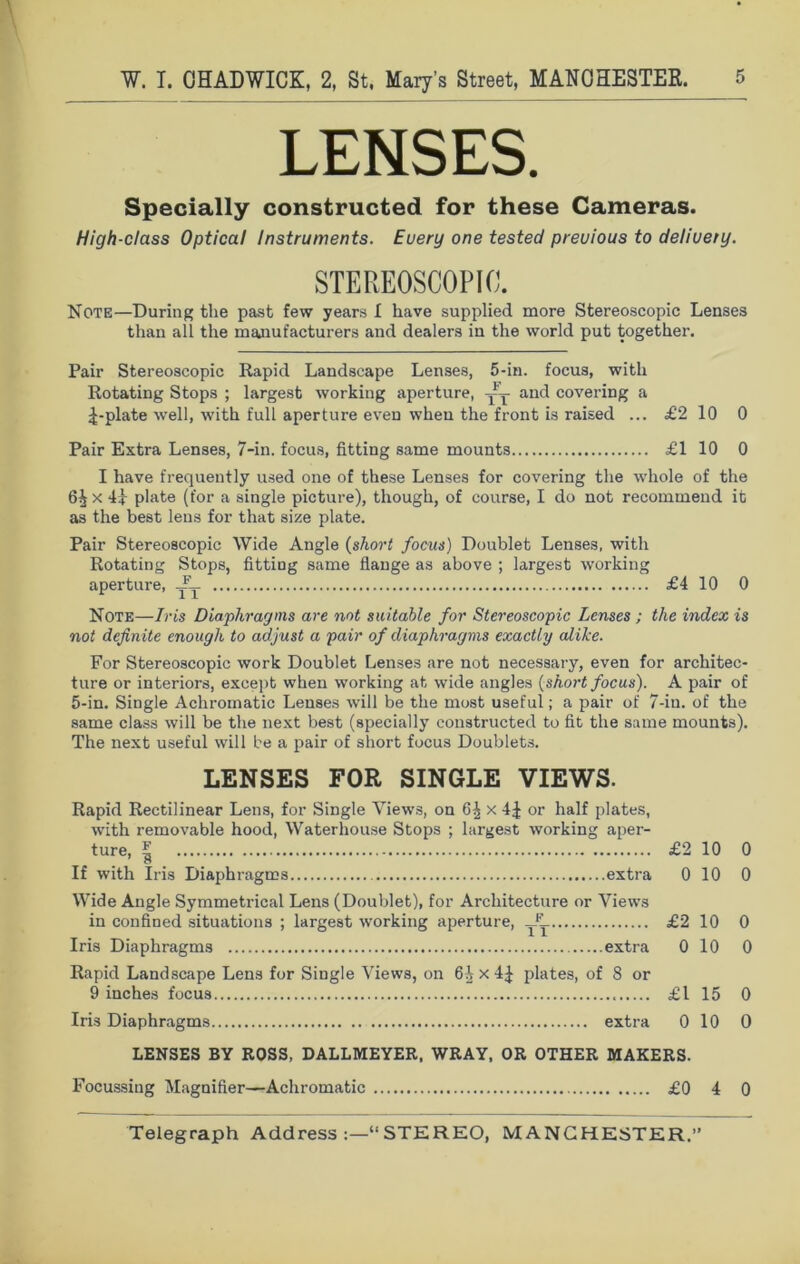 W. I. CHADWICK, 2, St. Mary's Street, MANCHESTER. 5
LENSES.
Specially constructed for these Cameras.
High-class Optical Instruments. Every one tested previous to delivery.
STEREOSCOPIC.
NOTE—During the past few years I have supplied more Stereoscopic Lenses
than all the manufacturers and dealers in the world put together.
Pair Stereoscopic Rapid Landscape Lenses, 5-in. focus, with
Rotating Stops ; largest working aperture, F/11 and covering a
¼-plate well, with full aperture even when the front is raised ... £2 10 0
Pair Extra Lenses, 7-in. focus, fitting same mounts........................ £1 10 0
I have frequently used one of these Lenses for covering the whole of the
6½ × 4¼ plate (for a single picture), though, of course, I do not recommend it
as the best lens for that size plate.
Pair Stereoscopic Wide Angle (short focus) Doublet Lenses, with
Rotating Stops, fitting same flange as above ; largest working
aperture, F/11 ........................ £4 10 0
NOTE—Iris Diaphragms are not suitable for Stereoscopic Lenses ; the index is
not definite enough to adjust a pair of diaphragms exactly alike.
For Stereoscopic work Doublet Lenses are not necessary, even for architec-
ture or interiors, except when working at wide angles (short focus). A pair of
5-in. Single Achromatic Lenses will be the most useful ; a pair of 7-in. of the
same class will be the next best (specially constructed to fit the same mounts).
The next useful will be a pair of short focus Doublets.
LENSES FOR SINGLE VIEWS.
Rapid Rectilinear Lens, for Single Views, on 6½ × 4¾ or half plates,
with removable hood, Waterhouse Stops ; largest working aper-
ture, F/8 ........................ £2 10 0
If with Iris Diaphragms........................extra 0 10 0
Wide Angle Symmetrical Lens (Doublet), for Architecture or Views
in confined situations ; largest working aperture, F/11........................ £2 10 0
Iris Diaphragms ........................extra 0 10 0
Rapid Landscape Lens for Single Views, on 6½ × 4¾ plates, of 8 or
9 inches focus........................ £1 15 0
Iris Diaphragms........................ extra 0 10 0
LENSES BY ROSS, DALLMEYER, WRAY, OR OTHER MAKERS.
Focussing Magnifier—Achromatic ........................ £0 4 0
Telegraph Address :—"STEREO, MANCHESTER."